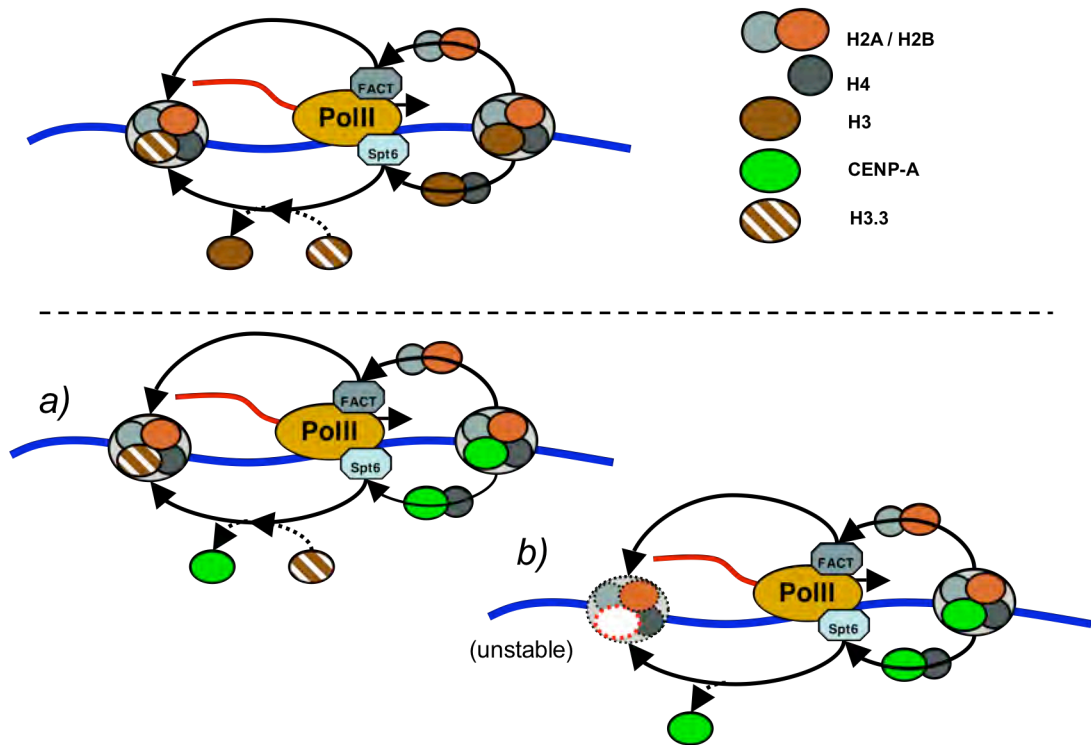 H2A / H2B
FACT
H4
PolII
H3
Spt6
CENP-A
H3.3
a)
FACT
PolII
Spt6
b)
FACT
PolII
Spt6
(unstable)